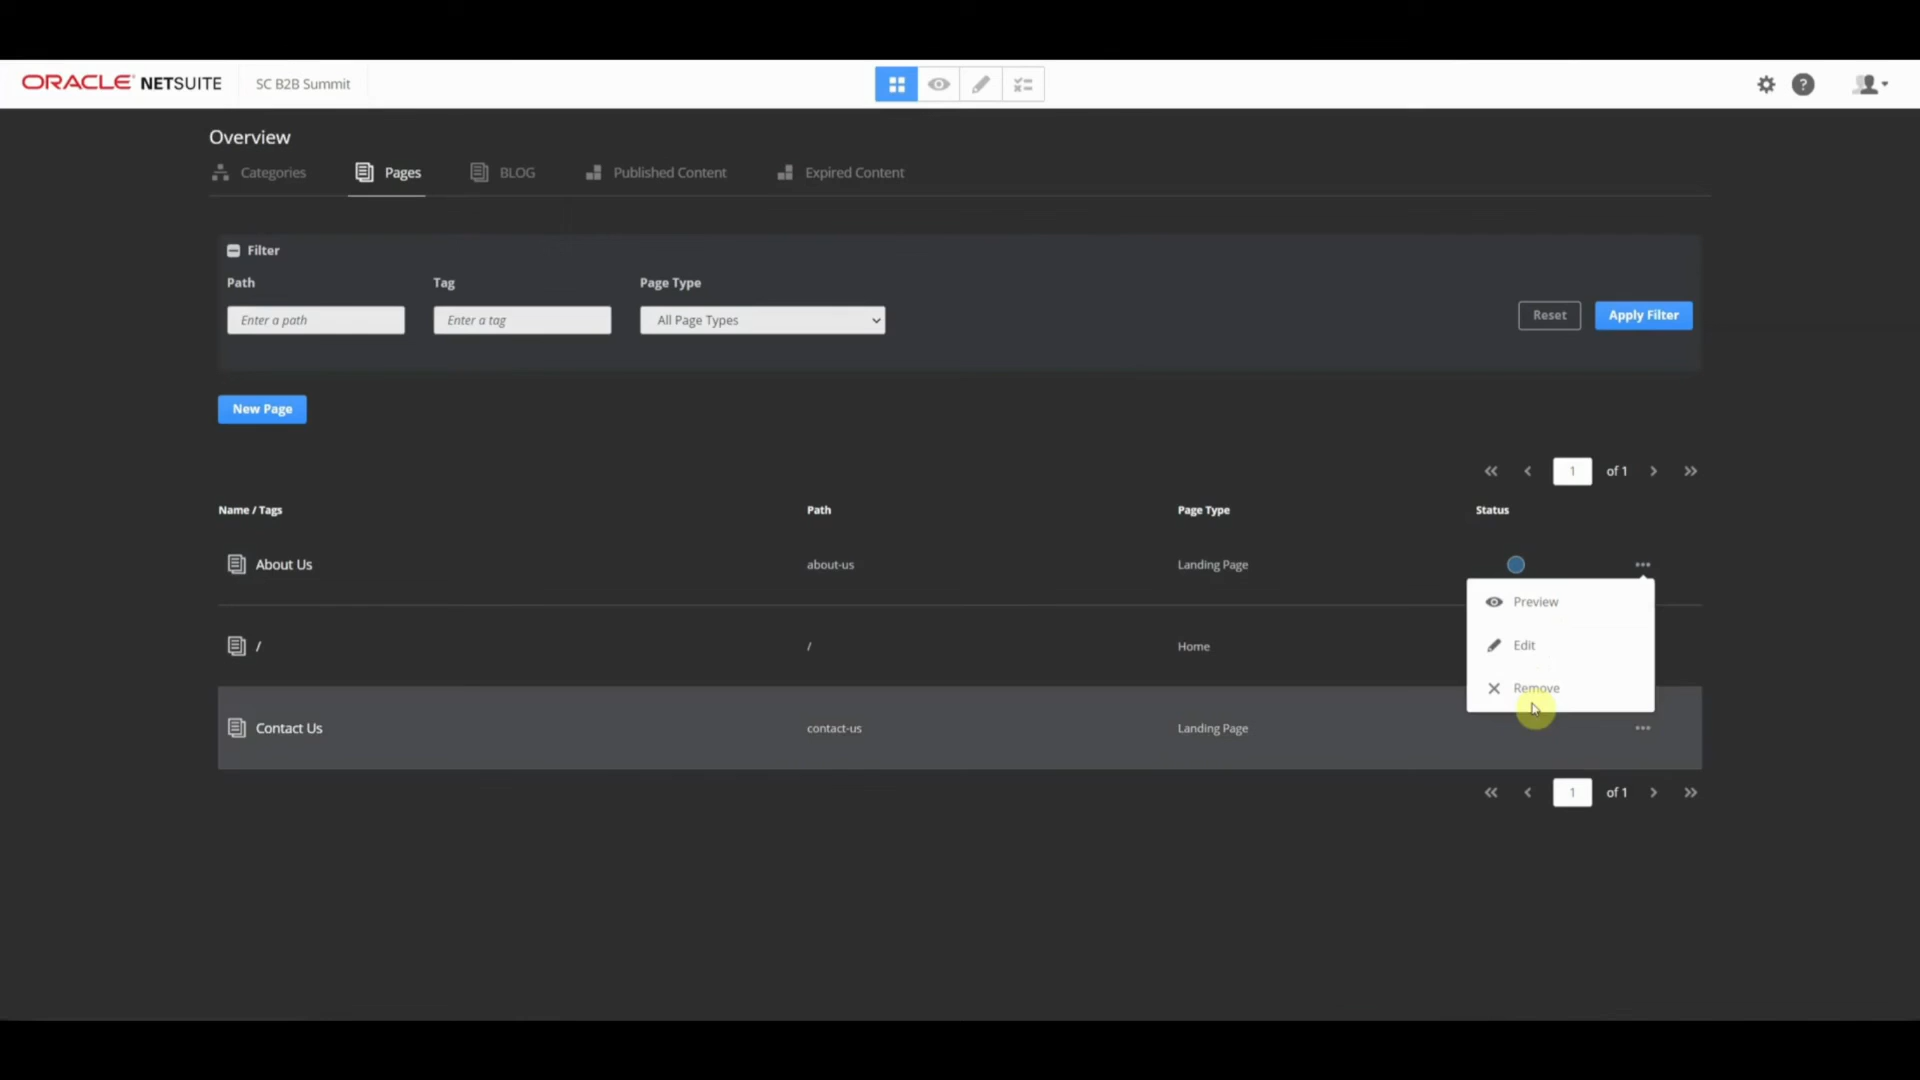 ORACLE NETSUITE
SC B2B Summit
Overview
Categories
Pages
BLOG
Published Content
Expired Content
Filter
Path
Tag
Page Type
Enter a path
Enter a tag
All Page Types
Reset
Apply Filter
New Page
1 of 1
Name / Tags
Path
Page Type
Status
About Us
about-us
Landing Page
Preview
/
/
Home
Edit
Remove
Contact Us
contact-us
Landing Page
1 of 1